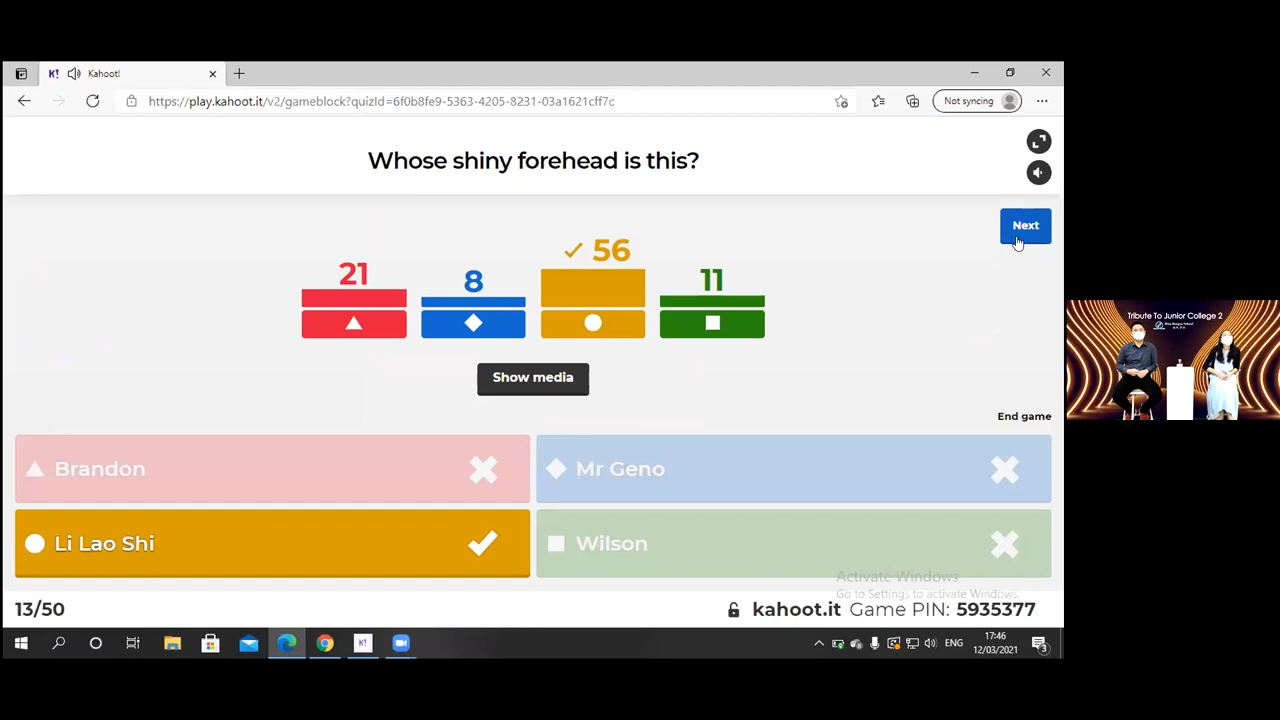 Kahoot!
https://play.kahoot.it/v2/gameblock?quizId=6f0b8fe9-5363-4205-8231-03a1621cff7c
Not syncing
Whose shiny forehead is this?
Next
21
8
56
11
Show media
End game
Brandon
Mr Geno
Li Lao Shi
Wilson
Activate Windows
Go to Settings to activate Windows.
13/50
kahoot.it Game PIN: 5935377
ENG
17:46
12/03/2021
3
Tribute To Junior College 2